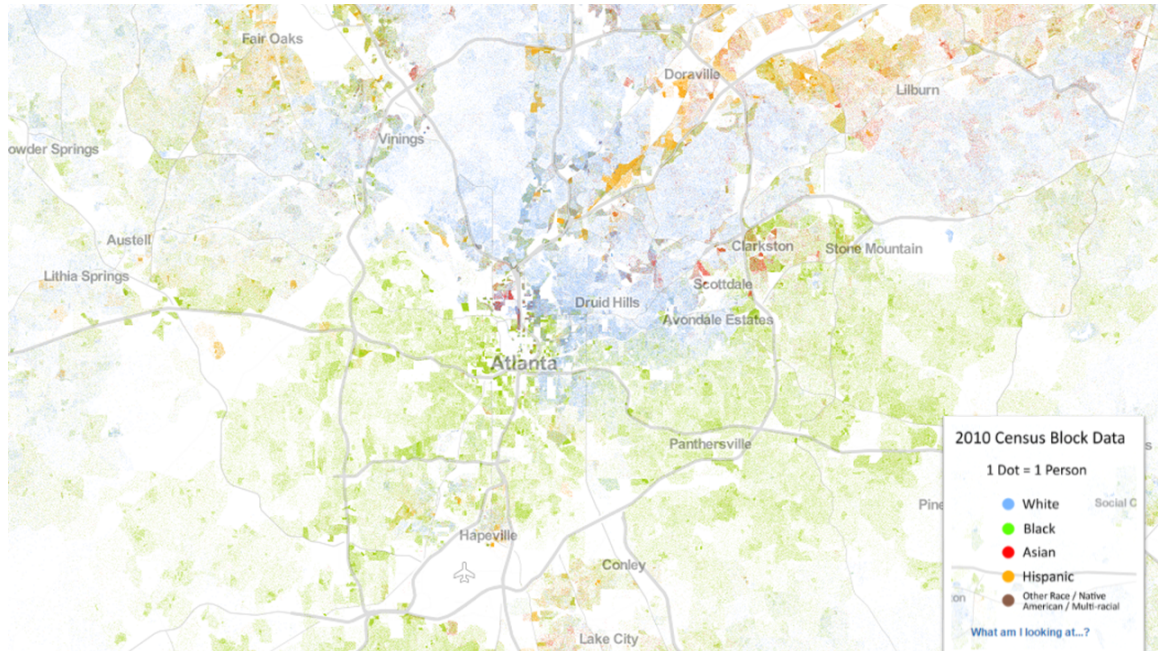 Fair Oaks
Doraville
Lilburn
Vinings
owder Springs
Austell
Clarkston
Stone Mountain
Lithia Springs
Scottdale
Druid Hills
Avondale Estates
Atlanta
Panthersville
Hapeville
Conley
Lake City
2010 Census Block Data
1 Dot = 1 Person
White
Black
Asian
Hispanic
Other Race / Native
American / Multi-racial
What am I looking at...?
Pine
Social C
on
s